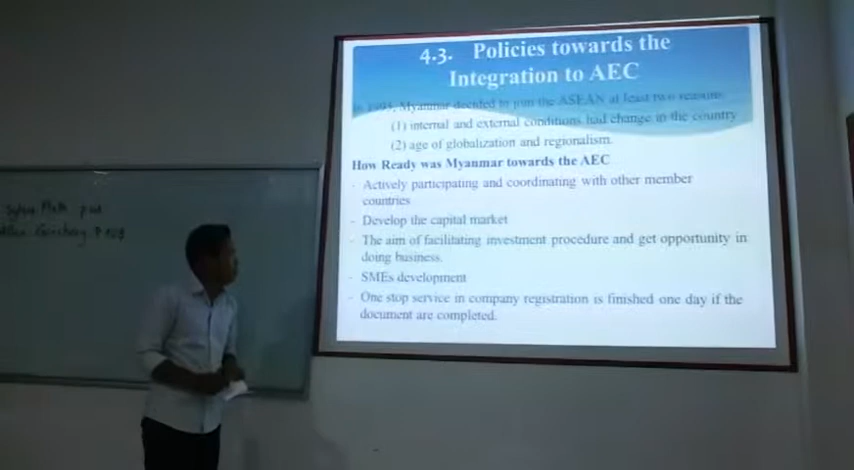 4.3. Policies towards the
Integration to AEC
Myanmar decided to join the ASEAN at least two reasons
(1) internal and external conditions had change in the country
(2) age of globalization and regionalism.
How Ready was Myanmar towards the AEC
- Actively participating and coordinating with other member
countries
- Develop the capital market
- The aim of facilitating investment procedure and get opportunity in
doing business.
- SMEs development
- One stop service in company registration is finished one day if the
document are completed.
Sylvia Plath